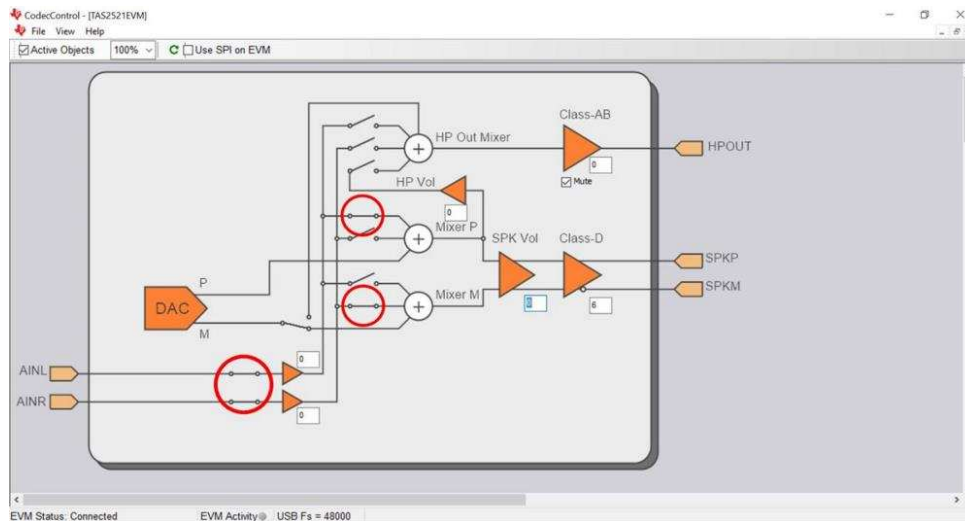 CodecControl - [TAS2521EVM]
File View Help
Active Objects 100% Use SPI on EVM
Class-AB
HP Out Mixer
HPOUT
0
Mute
HP Vol
0
Mixer P
SPK Vol Class-D
SPKP
P
Mixer M
SPKM
DAC
6
M
0
AINL
AINR
0
EVM Status: Connected EVM Activity USB Fs = 48000